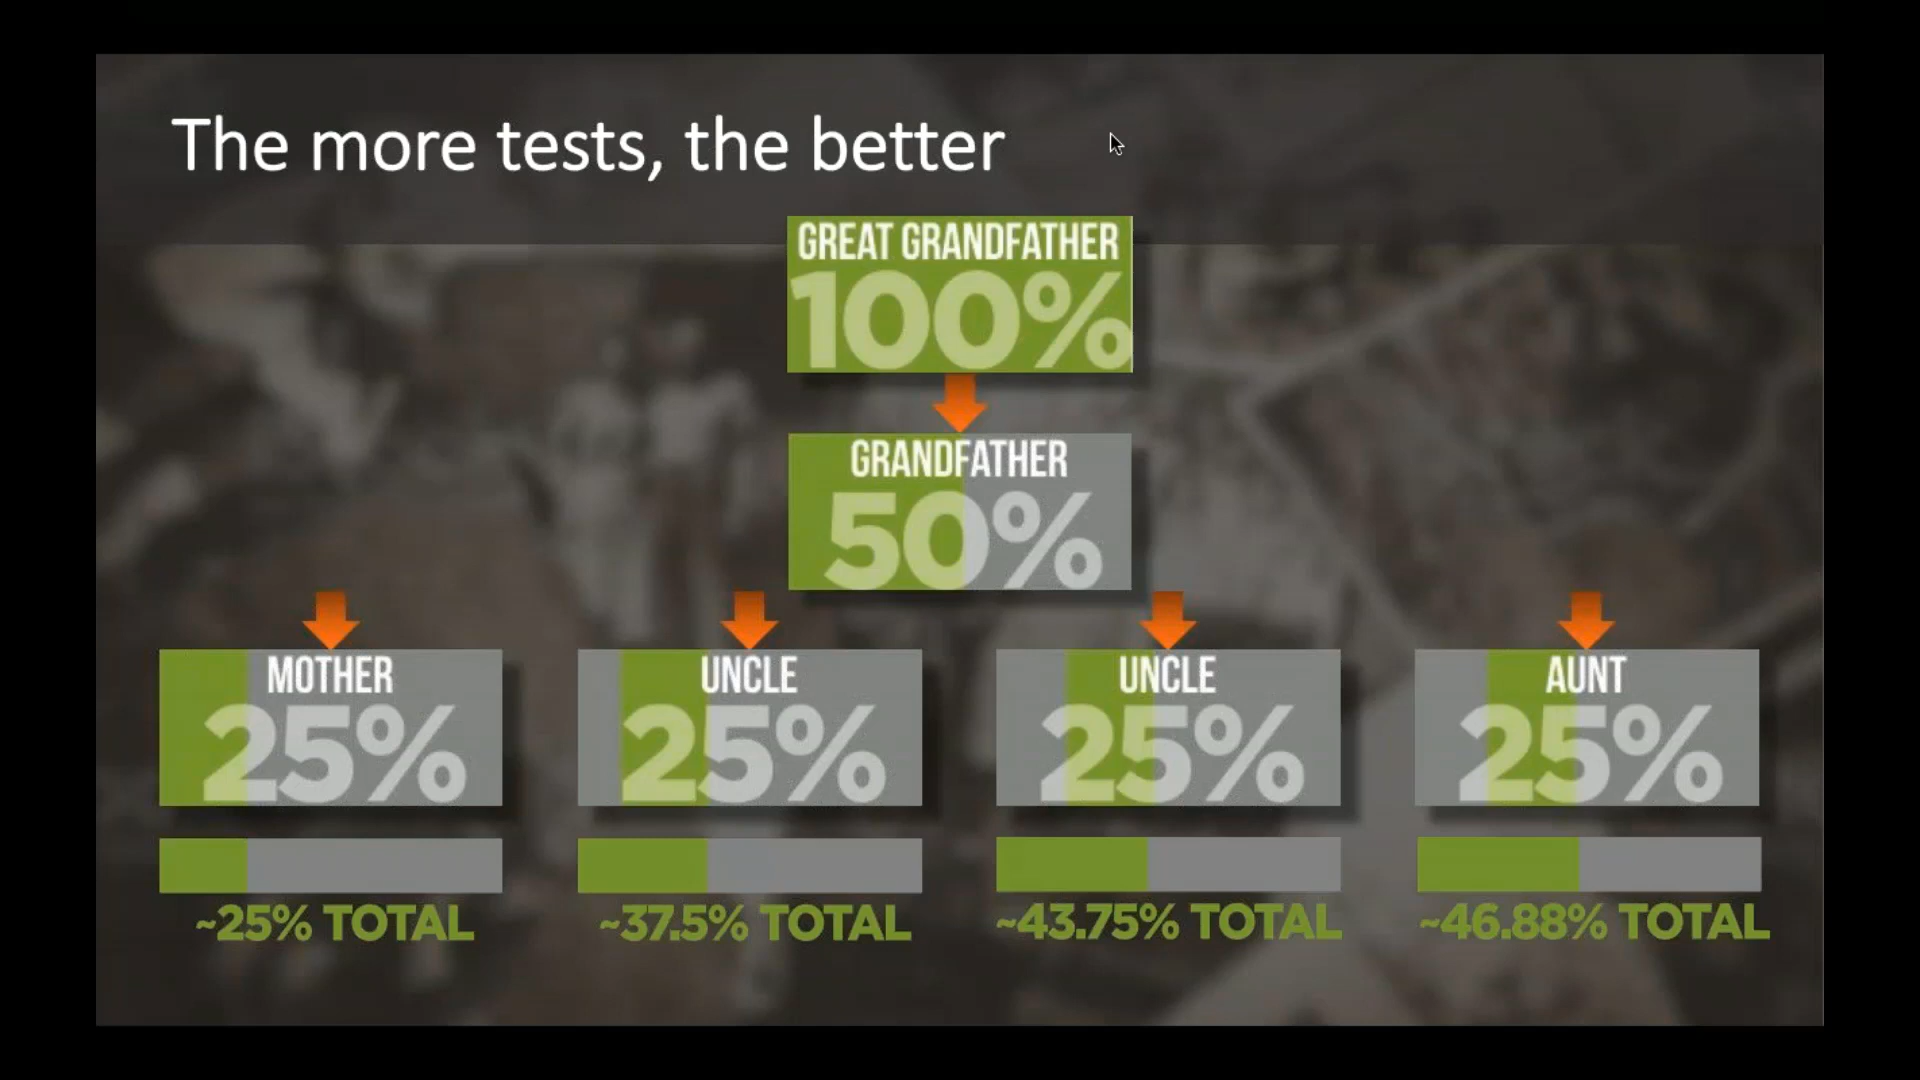 The more tests, the better
GREAT GRANDFATHER
100%
GRANDFATHER
50%
MOTHER
25%
UNCLE
25%
UNCLE
25%
AUNT
25%
~25% TOTAL
~37.5% TOTAL
~43.75% TOTAL
~46.88% TOTAL